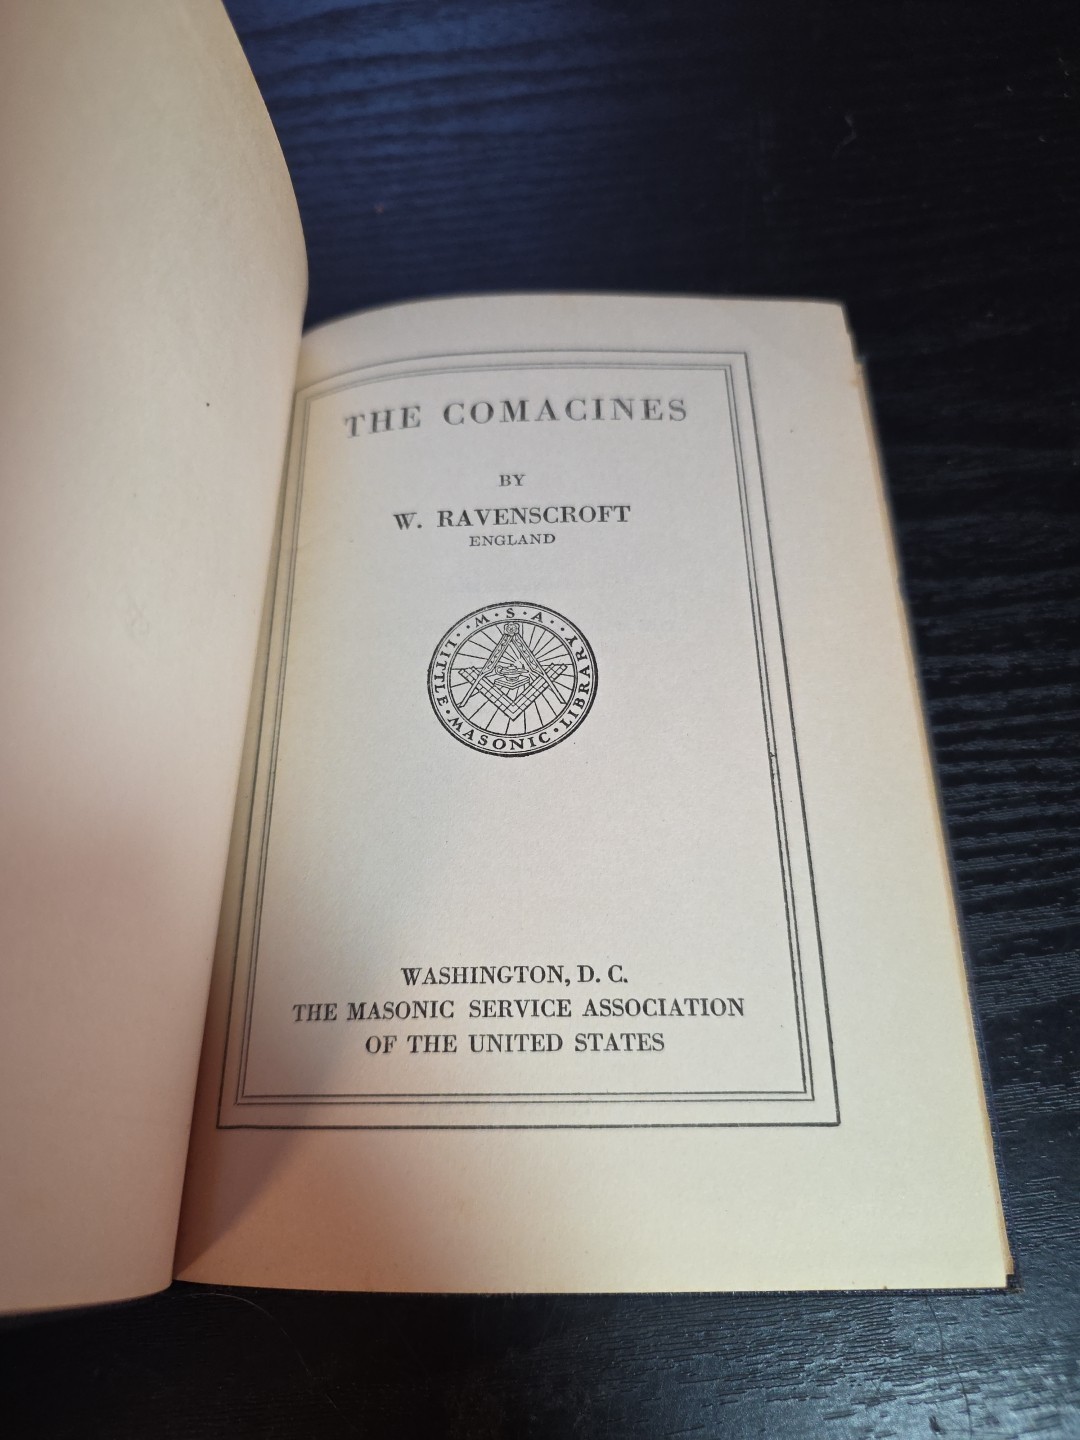 THE COMACINES
BY
W. RAVENSCROFT
ENGLAND
·M·S·A·
LITTLE·MASONIC·LIBRARY
WASHINGTON, D. C.
THE MASONIC SERVICE ASSOCIATION
OF THE UNITED STATES